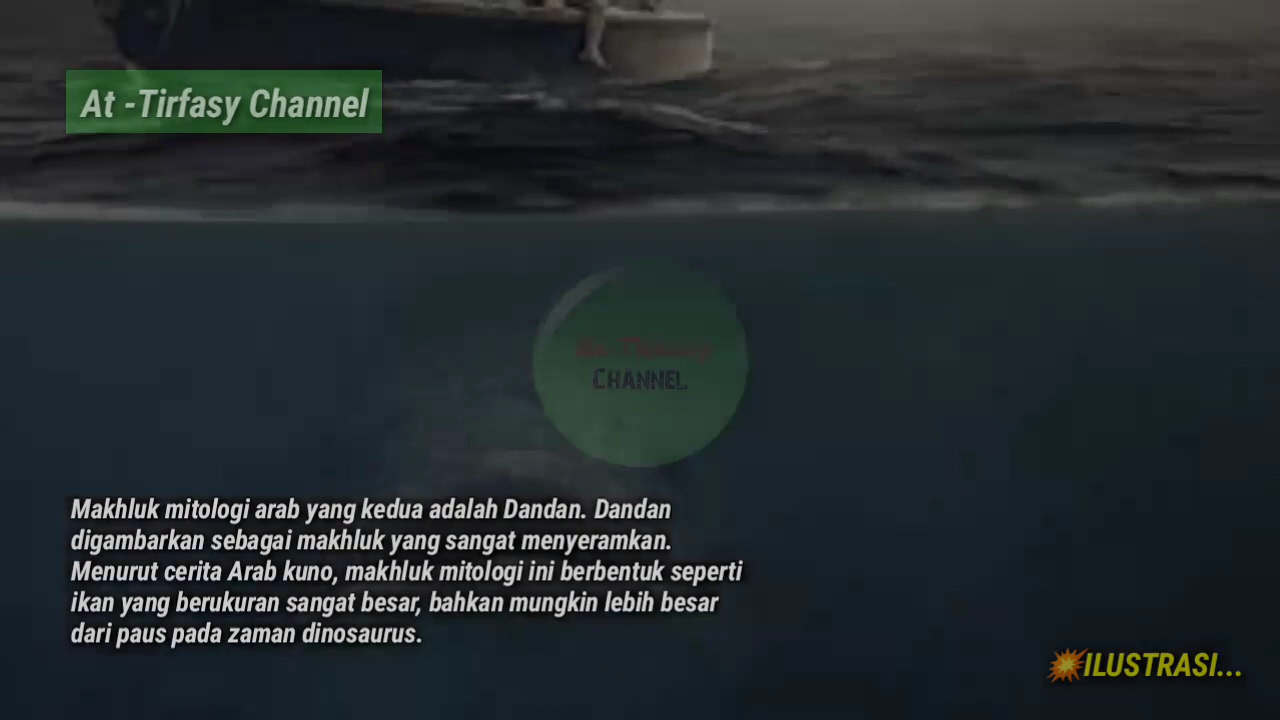 At -Tirfasy Channel
CHANNEL
Makhluk mitologi arab yang kedua adalah Dandan. Dandan
digambarkan sebagai makhluk yang sangat menyeramkan.
Menurut cerita Arab kuno, makhluk mitologi ini berbentuk seperti
ikan yang berukuran sangat besar, bahkan mungkin lebih besar
dari paus pada zaman dinosaurus.
💥ILUSTRASI...